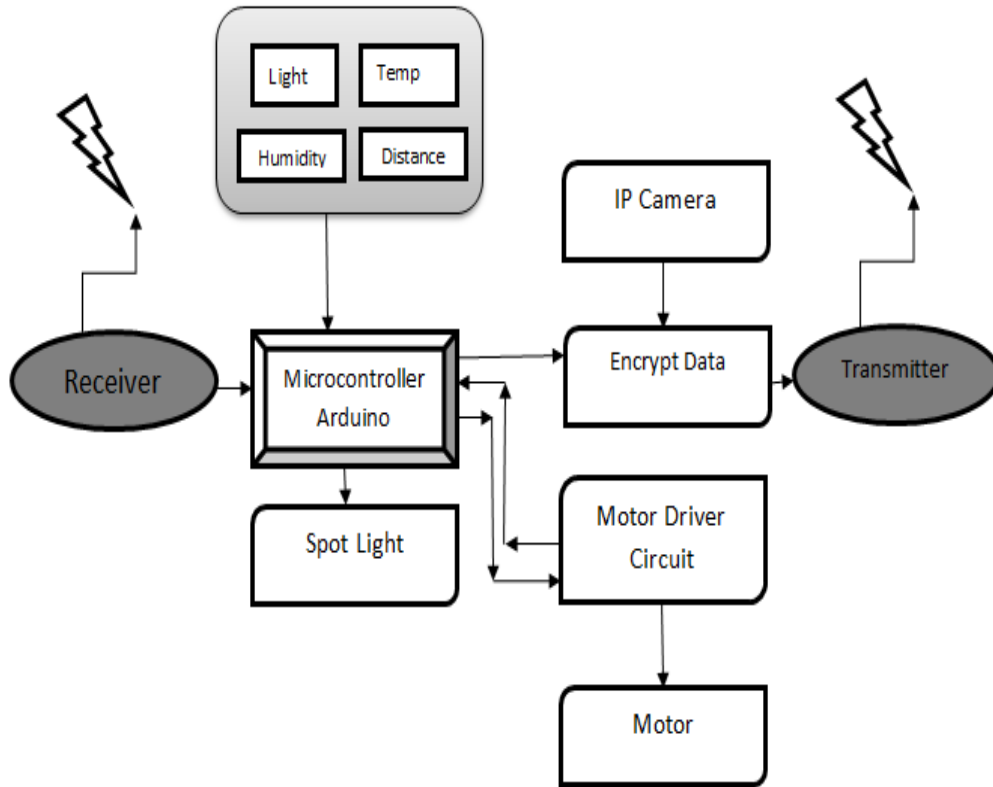 Light
Temp
Humidity
Distance
IP Camera
Receiver
Microcontroller
Arduino
Encrypt Data
Transmitter
Spot Light
Motor Driver
Circuit
Motor